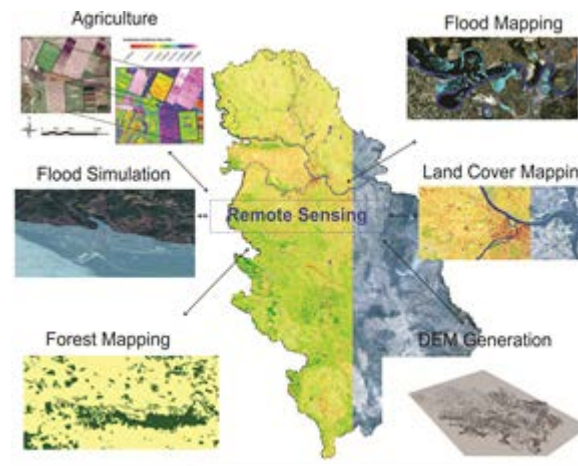 Agriculture
Flood Mapping
Flood Simulation
Land Cover Mappin
Remote Sensing
Forest Mapping
DEM Generation